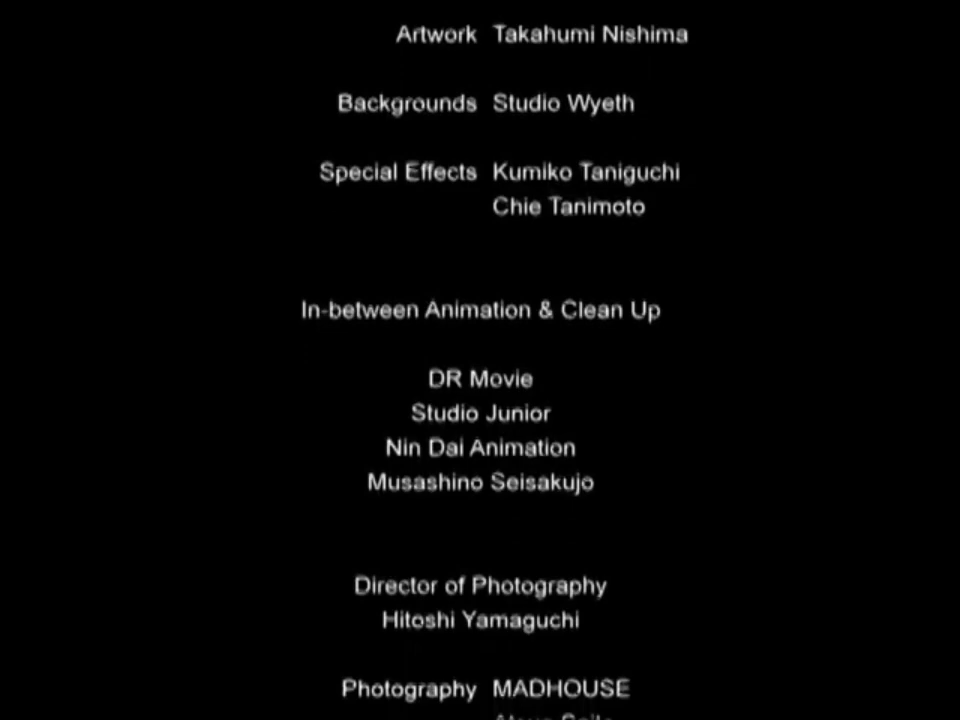 Artwork Takahumi Nishima
Backgrounds Studio Wyeth
Special Effects Kumiko Taniguchi
Chie Tanimoto
In-between Animation & Clean Up
DR Movie
Studio Junior
Nin Dai Animation
Musashino Seisakujo
Director of Photography
Hitoshi Yamaguchi
Photography MADHOUSE